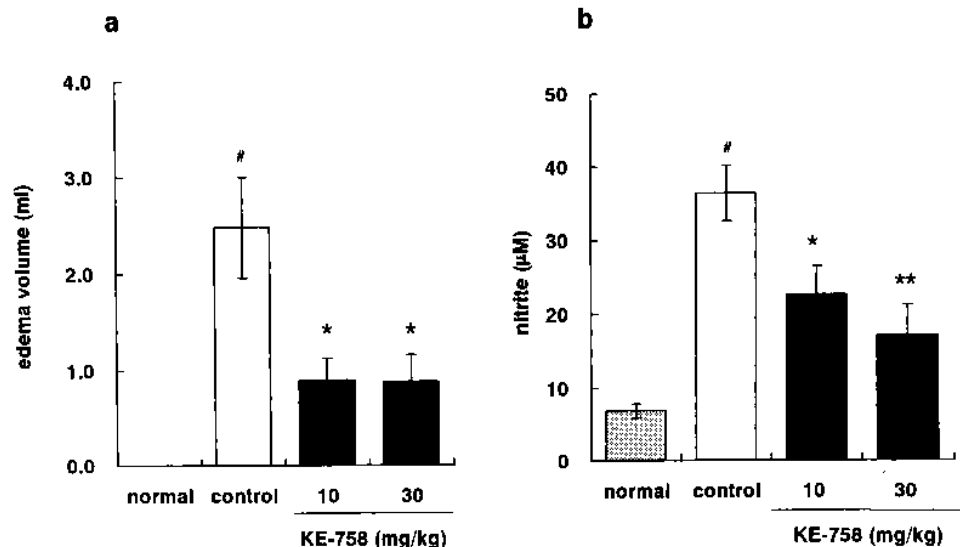 a
edema volume (ml)
4.0
3.0
2.0
1.0
0.0
#
*
*
normal control 10 30
KE-758 (mg/kg)
b
nitrite (μM)
50
40
30
20
10
0
#
*
**
normal control 10 30
KE-758 (mg/kg)